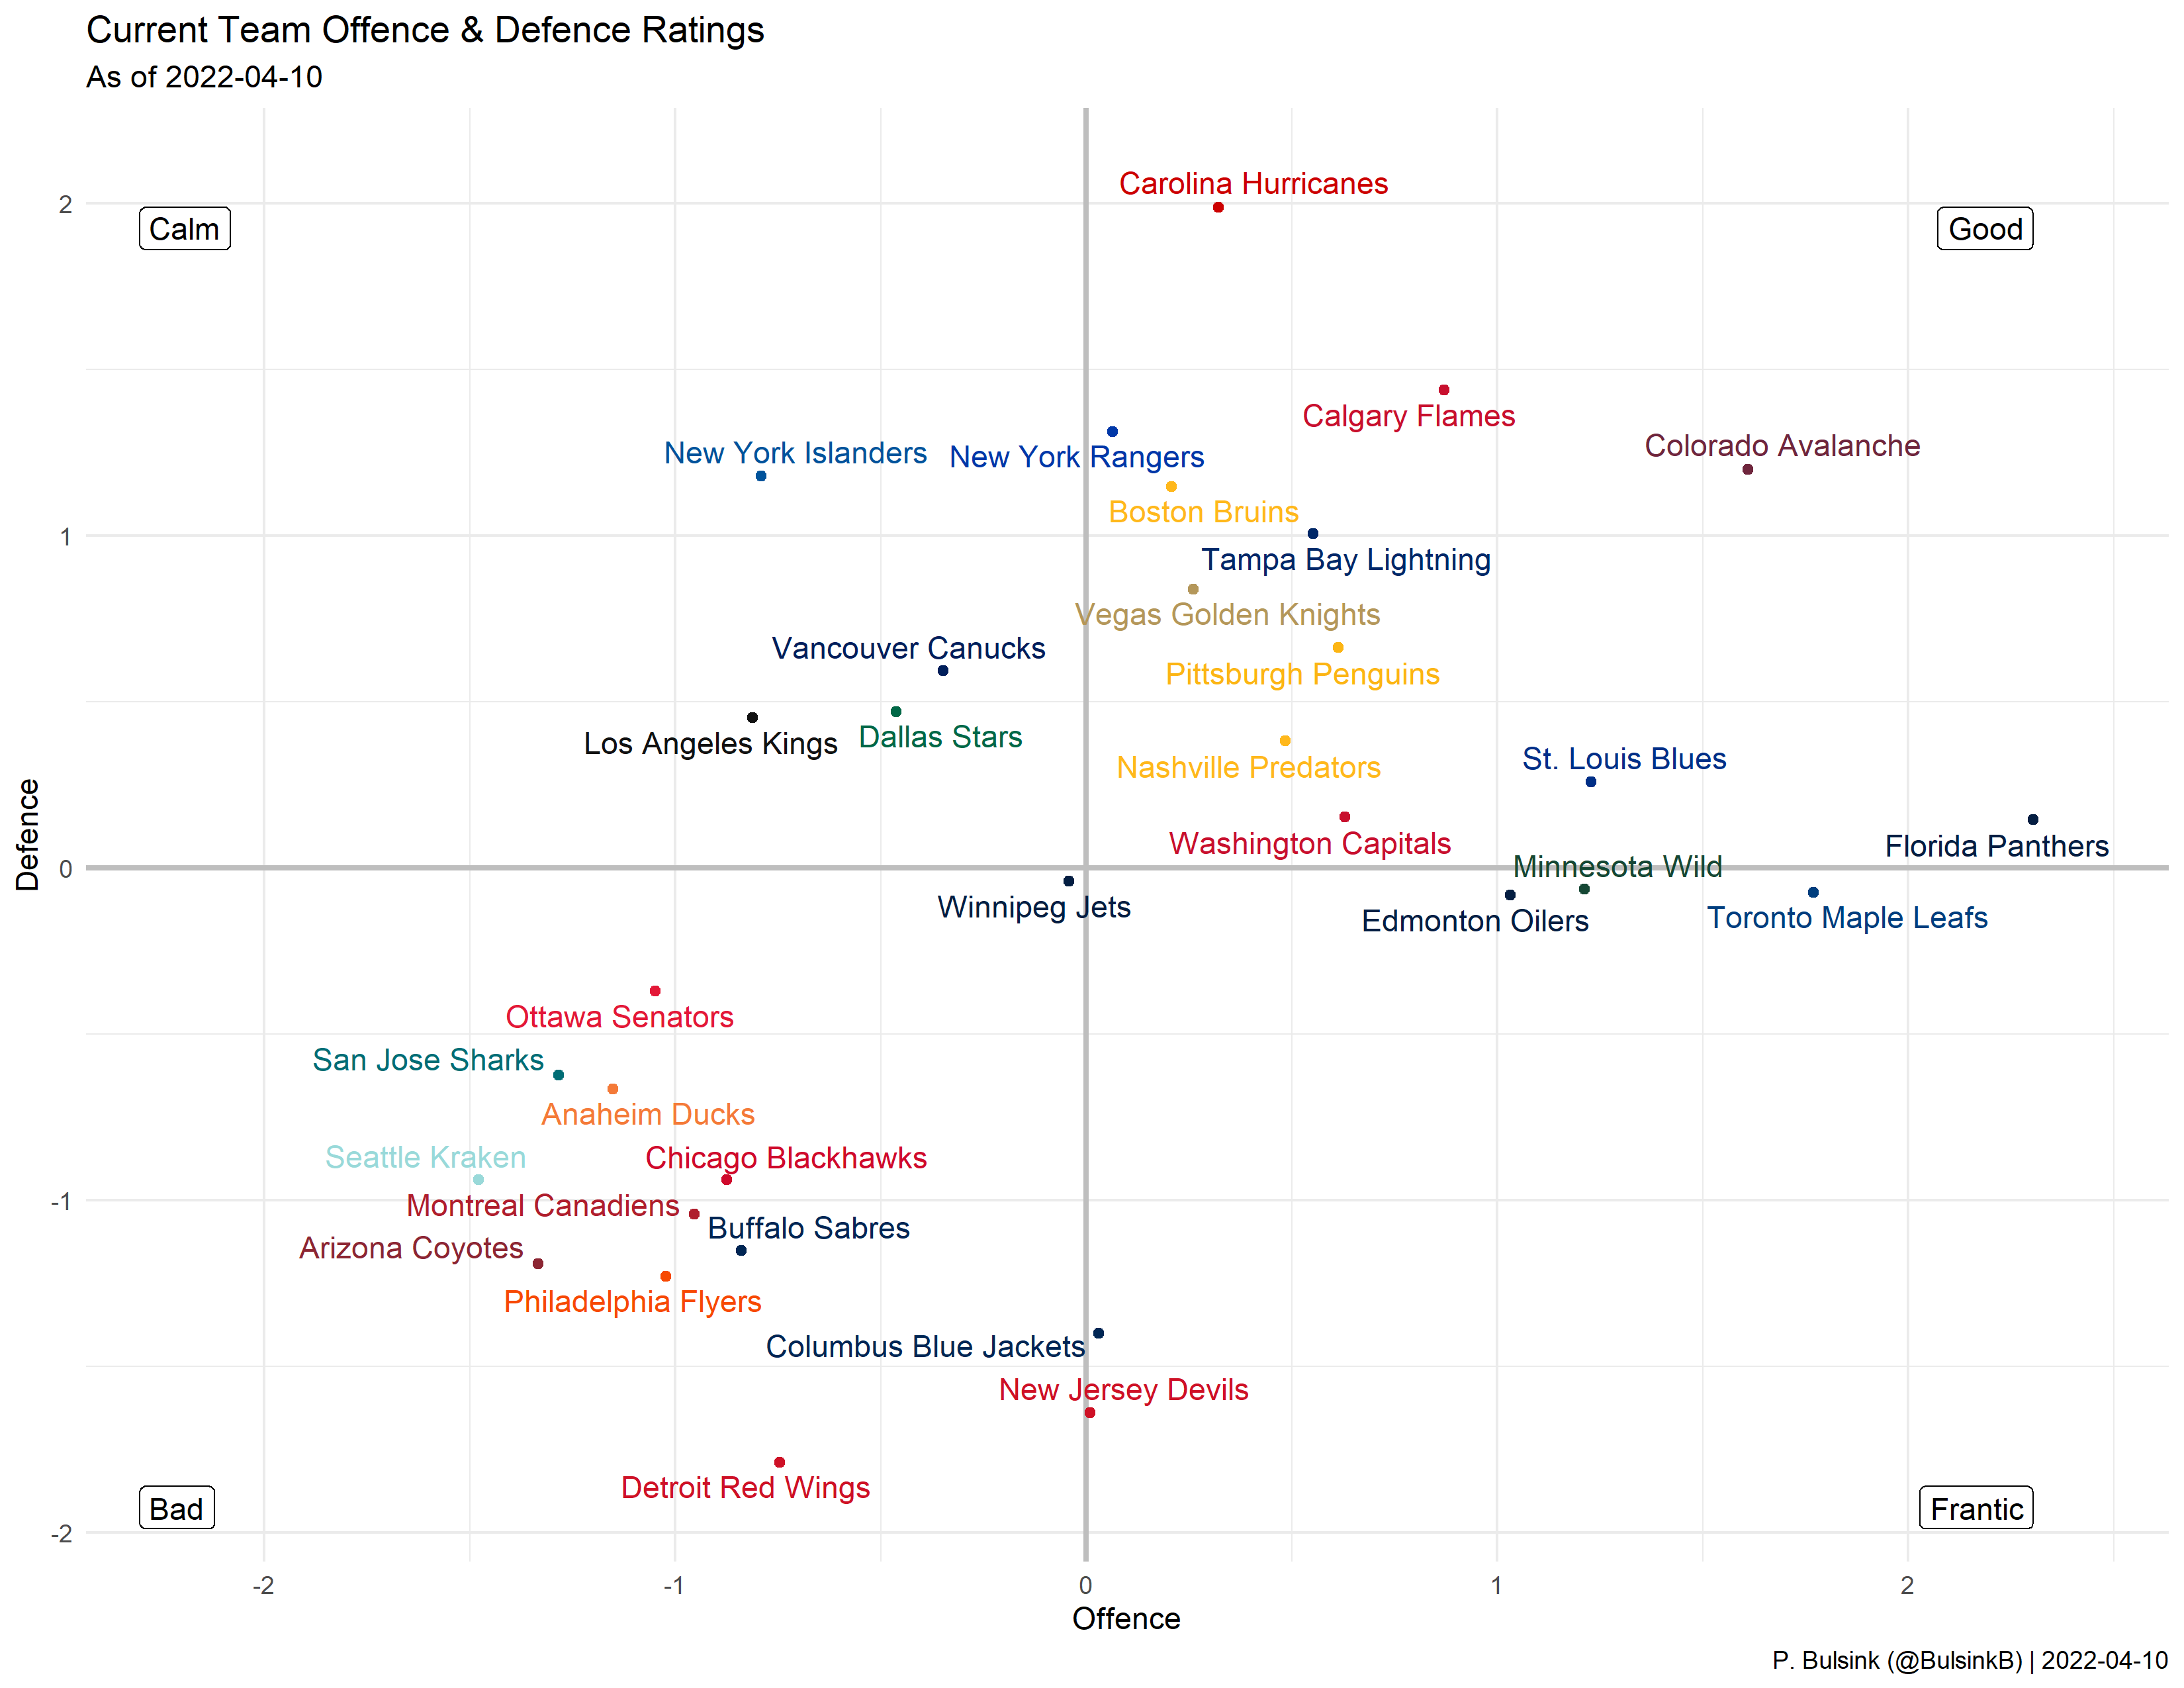 Current Team Offence & Defence Ratings
As of 2022-04-10
Carolina Hurricanes
2
Calm
Good
Calgary Flames
Colorado Avalanche
New York Islanders
New York Rangers
Boston Bruins
1
Tampa Bay Lightning
Vegas Golden Knights
Vancouver Canucks
Pittsburgh Penguins
Los Angeles Kings
Dallas Stars
Nashville Predators
St. Louis Blues
Washington Capitals
Florida Panthers
Defence
0
Minnesota Wild
Winnipeg Jets
Edmonton Oilers
Toronto Maple Leafs
Ottawa Senators
San Jose Sharks
Anaheim Ducks
Seattle Kraken
Chicago Blackhawks
-1
Montreal Canadiens
Buffalo Sabres
Arizona Coyotes
Philadelphia Flyers
Columbus Blue Jackets
New Jersey Devils
Detroit Red Wings
Bad
Frantic
-2
-2
-1
0
1
2
Offence
P. Bulsink (@BulsinkB) | 2022-04-10